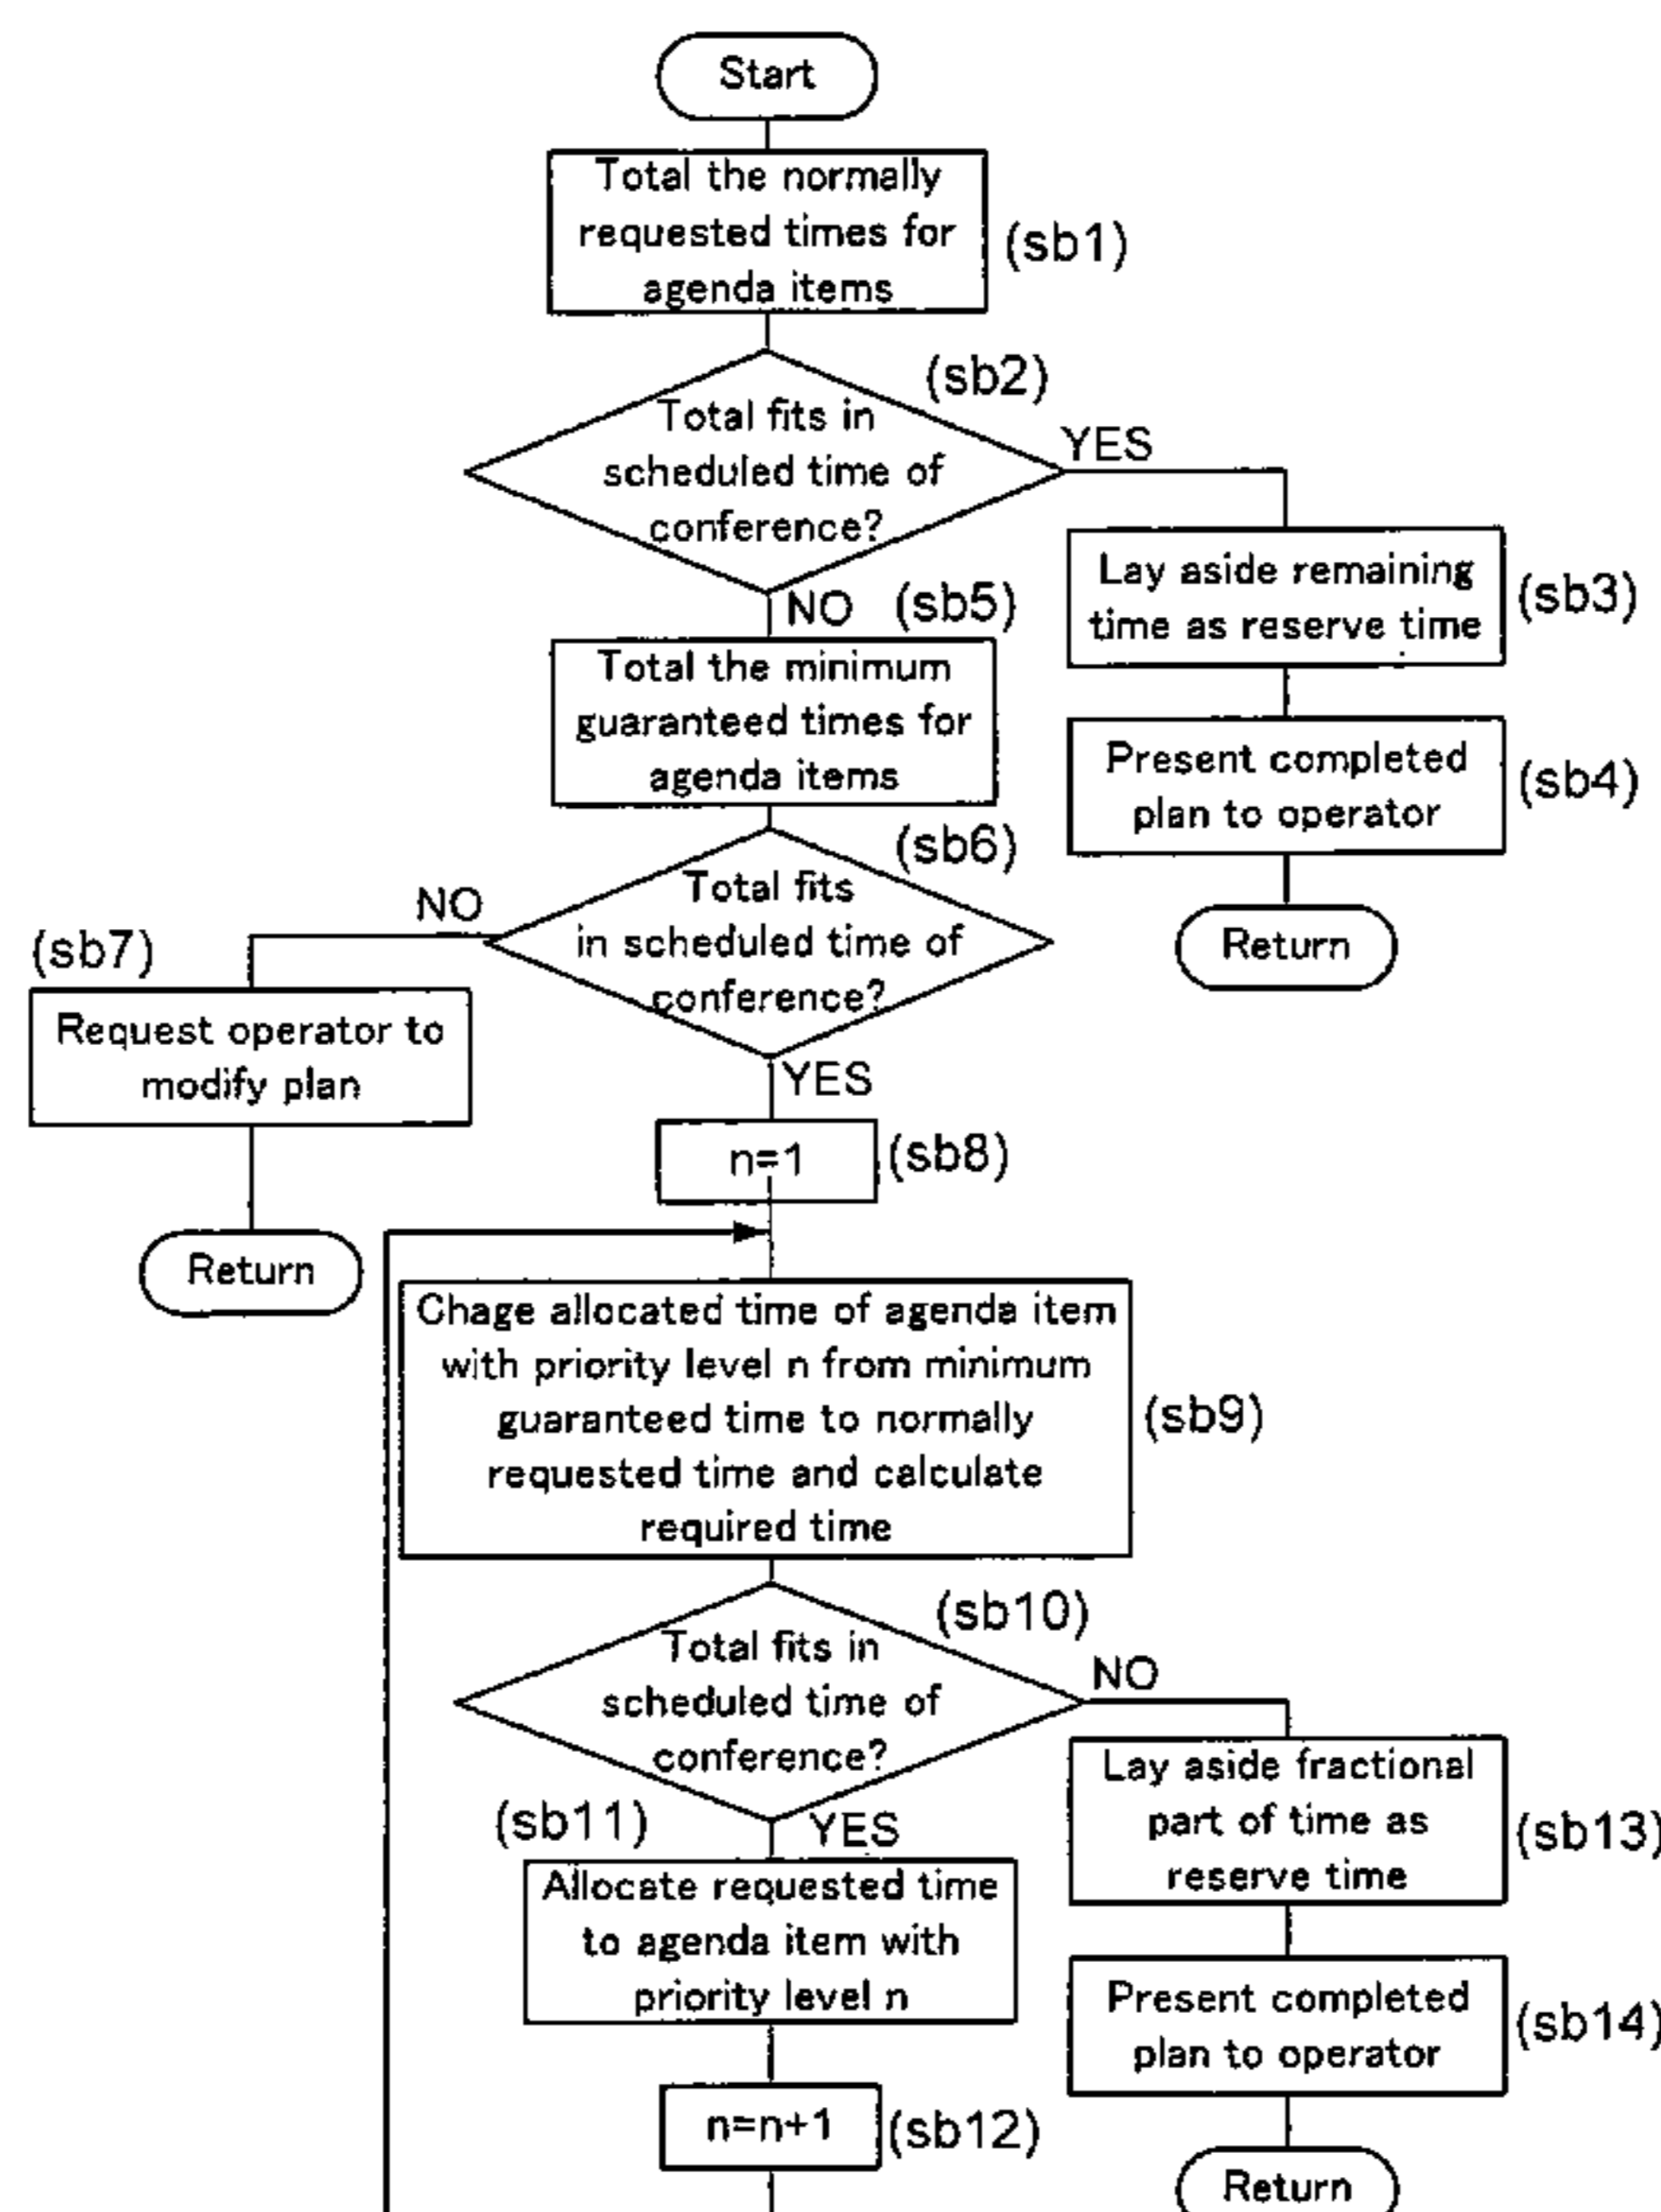 Start
Total the normally
requested times for
agenda items
(sb1)
(sb2)
Total fits in
scheduled time of
conference?
YES
Lay aside remaining
time as reserve time
(sb3)
Present completed
plan to operator
(sb4)
Return
NO
(sb5)
Total the minimum
guaranteed times for
agenda items
(sb6)
Total fits
in scheduled time of
conference?
NO
(sb7)
Request operator to
modify plan
Return
YES
n=1
(sb8)
Chage allocated time of agenda item
with priority level n from minimum
guaranteed time to normally
requested time and calculate
required time
(sb9)
(sb10)
Total fits in
scheduled time of
conference?
NO
Lay aside fractional
part of time as
reserve time
(sb13)
Present completed
plan to operator
(sb14)
Return
(sb11)
YES
Allocate requested time
to agenda item with
priority level n
n=n+1
(sb12)